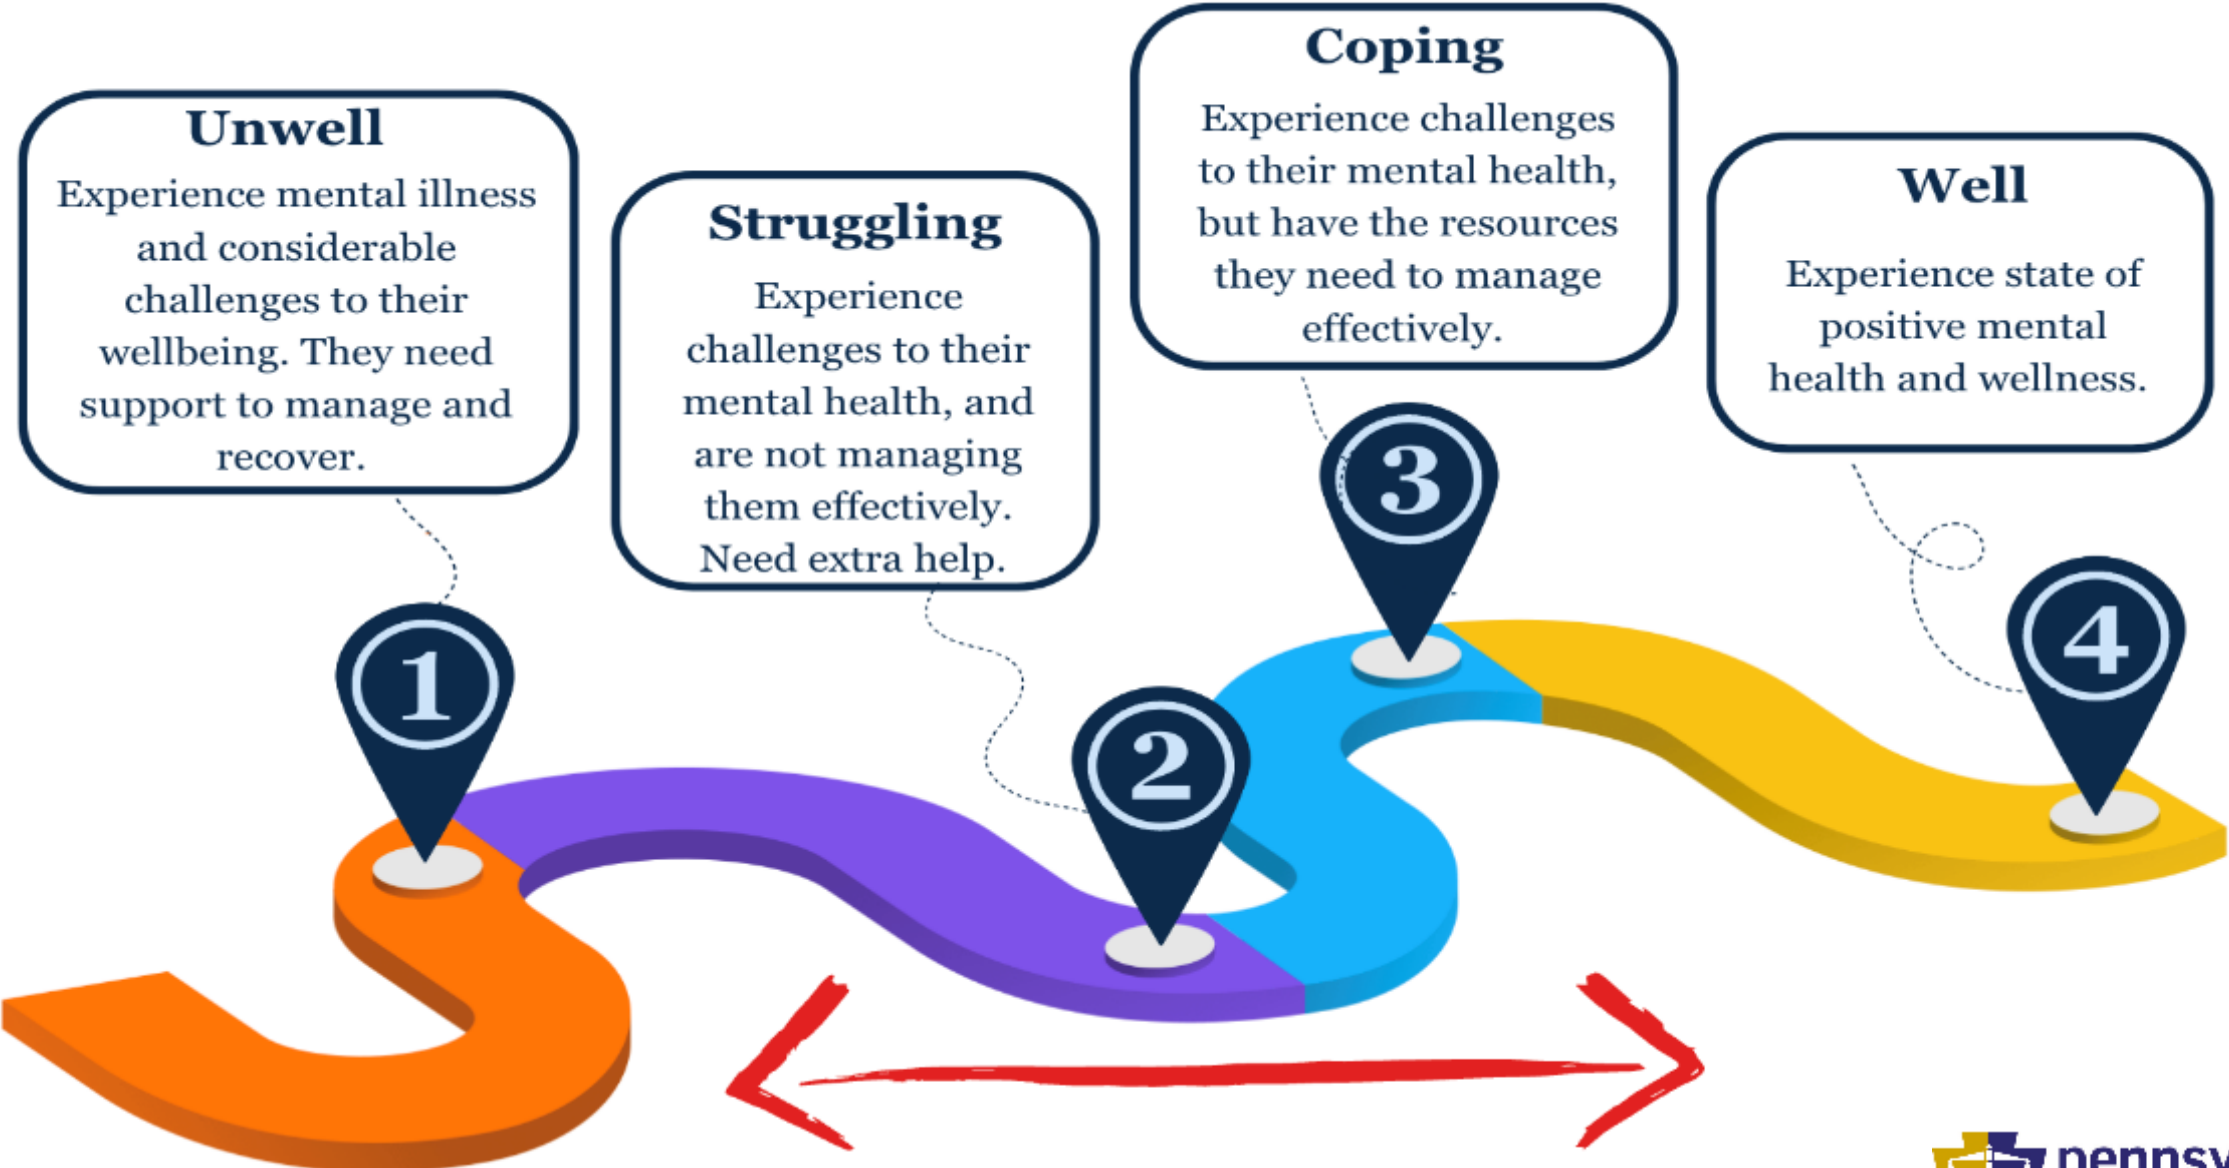 Unwell
Experience mental illness
and considerable
challenges to their
wellbeing. They need
support to manage and
recover.
Struggling
Experience
challenges to their
mental health, and
are not managing
them effectively.
Need extra help.
Coping
Experience challenges
to their mental health,
but have the resources
they need to manage
effectively.
Well
Experience state of
positive mental
health and wellness.
1
2
3
4
pennsy